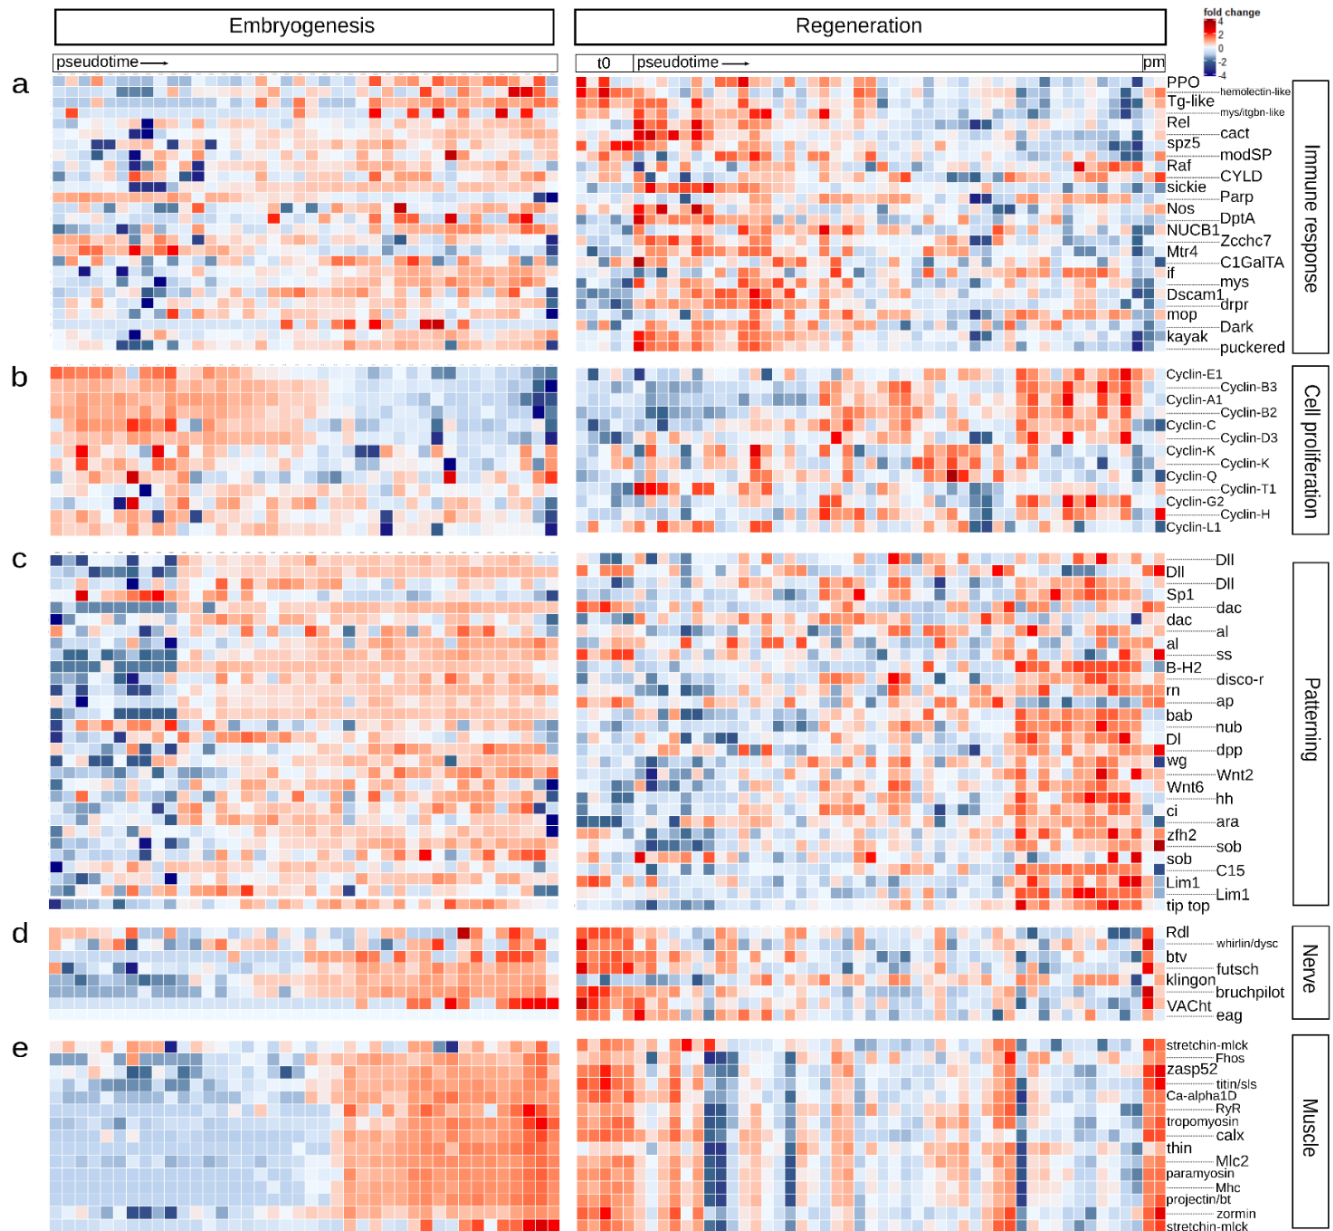 Embryogenesis
Regeneration
fold change
4
2
0
-2
-4
pseudotime
t0
pseudotime
pm
a
PPO
hemolectin-like
Tg-like
mys/itgbn-like
Rel
cact
spz5
modSP
Raf
CYLD
sickie
Parp
Nos
DptA
NUCB1
Zcchc7
Mtr4
C1GalTA
if
mys
Dscam1
drpr
mop
Dark
kayak
puckered
Immune response
b
Cyclin-E1
Cyclin-B3
Cyclin-A1
Cyclin-B2
Cyclin-C
Cyclin-D3
Cyclin-K
Cyclin-K
Cyclin-Q
Cyclin-T1
Cyclin-G2
Cyclin-H
Cyclin-L1
Cell proliferation
c
Dll
Dll
Dll
Sp1
dac
dac
al
al
ss
B-H2
disco-r
rn
ap
bab
nub
Dl
dpp
wg
Wnt2
Wnt6
hh
ci
ara
zfh2
sob
sob
C15
Lim1
Lim1
tip top
Patterning
d
Rdl
whirlin/dysc
btv
futsch
klingon
bruchpilot
VACht
eag
Nerve
e
stretchin-mlck
Fhos
zasp52
titin/sls
Ca-alpha1D
RyR
tropomyosin
calx
thin
Mlc2
paramyosin
Mhc
projectin/bt
zormin
stretchin-mlck
Muscle